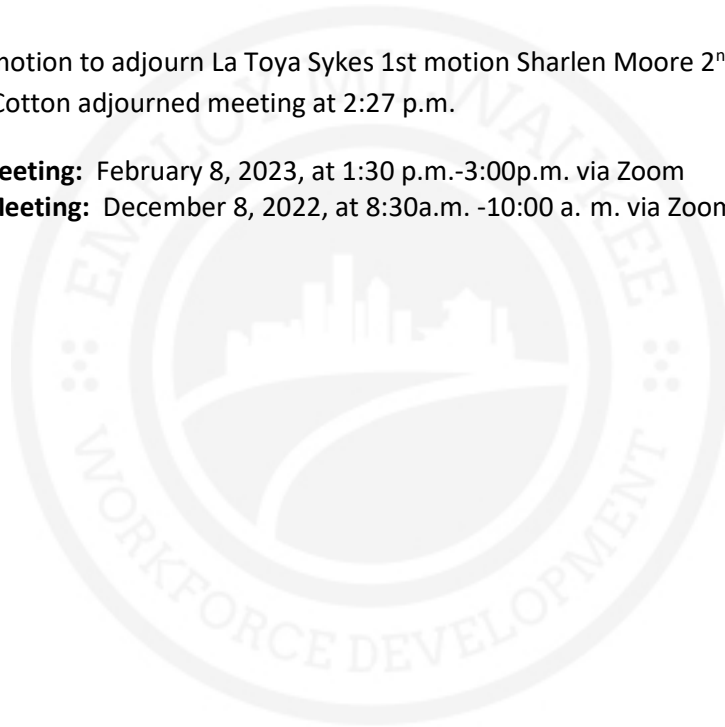 notion to adjourn La Toya Sykes 1st motion Sharlen Moore 2ⁿ
Cotton adjourned meeting at 2:27 p.m.
eeting: February 8, 2023, at 1:30 p.m.-3:00p.m. via Zoom
Meeting: December 8, 2022, at 8:30a.m. -10:00 a. m. via Zoom
EMPLOY MILWAUKEE
WORKFORCE DEVELOPMENT